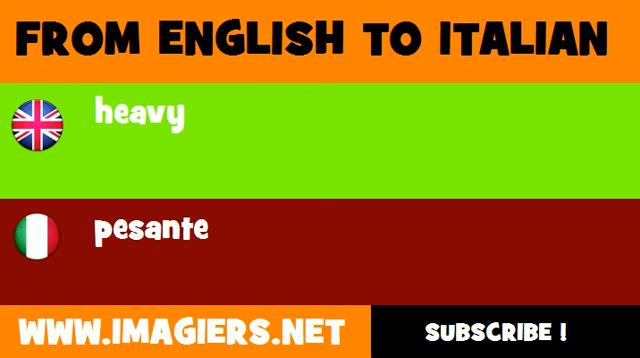 FROM ENGLISH TO ITALIAN
heavy
pesante
WWW.IMAGIERS.NET
SUBSCRIBE !